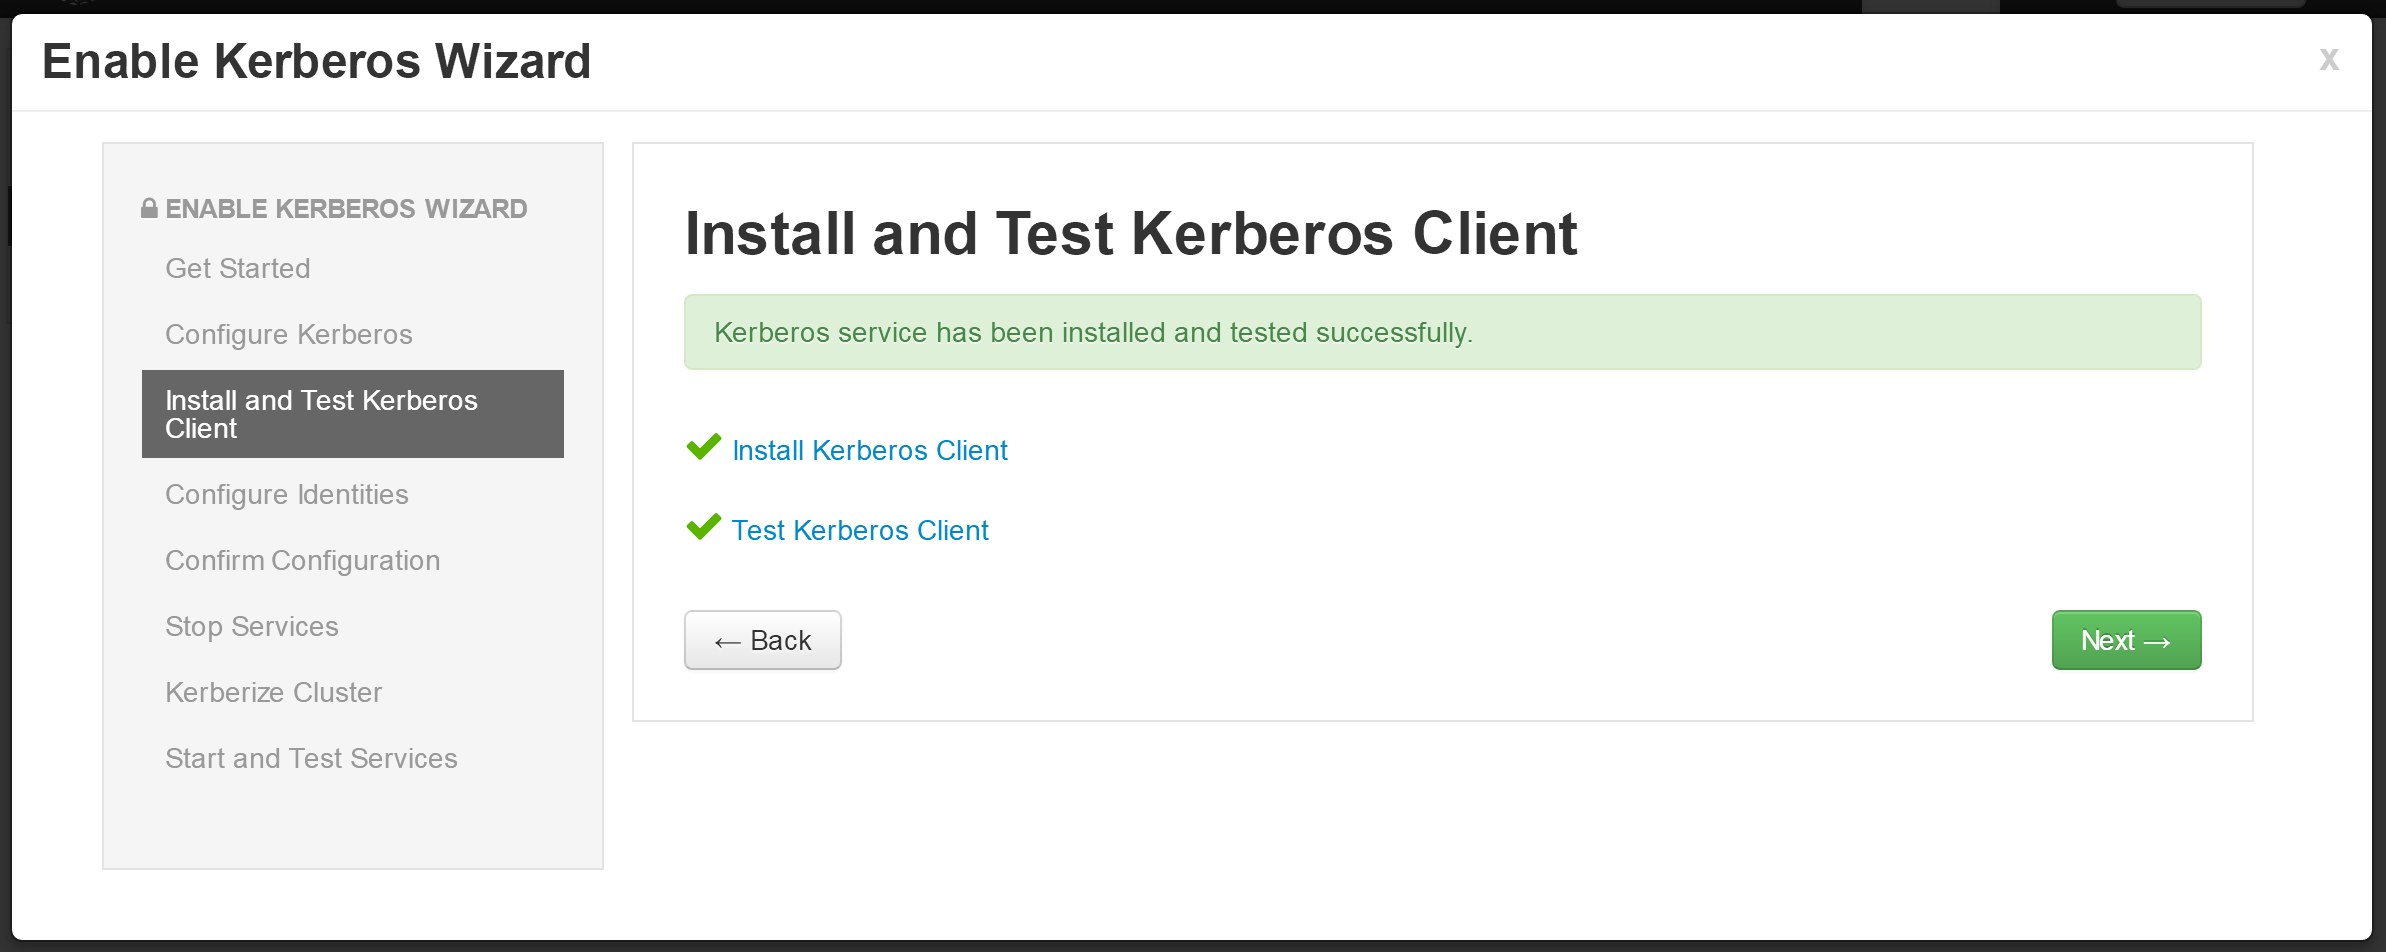 Enable Kerberos Wizard
x
ENABLE KERBEROS WIZARD
Get Started
Configure Kerberos
Install and Test Kerberos
Client
Configure Identities
Confirm Configuration
Stop Services
Kerberize Cluster
Start and Test Services
Install and Test Kerberos Client
Kerberos service has been installed and tested successfully.
Install Kerberos Client
Test Kerberos Client
← Back
Next →